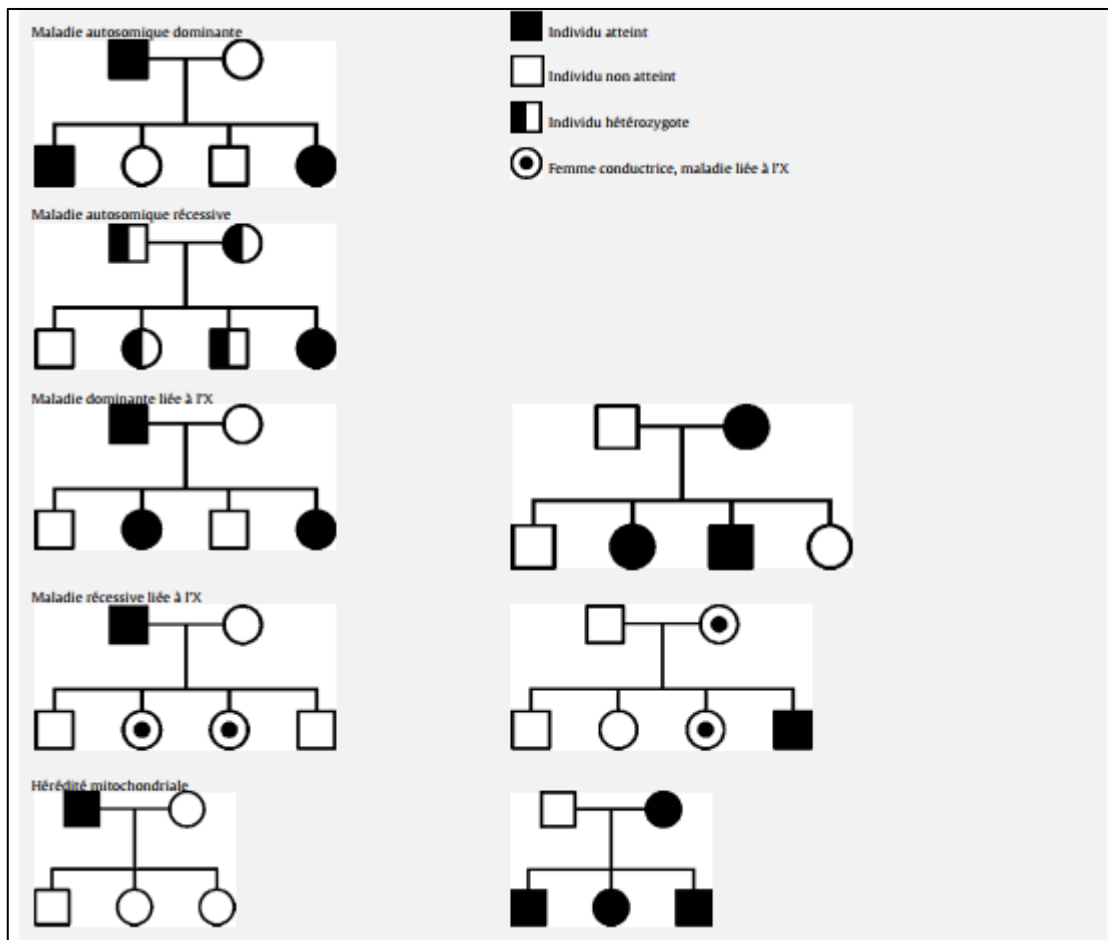 Maladie autosomique dominante
Individu atteint
Individu non atteint
Individu hétérozygote
Femme conductrice, maladie liée à l'X
Maladie autosomique récessive
Maladie dominante liée à l'X
Maladie récessive liée à l'X
Hérédité mitochondriale